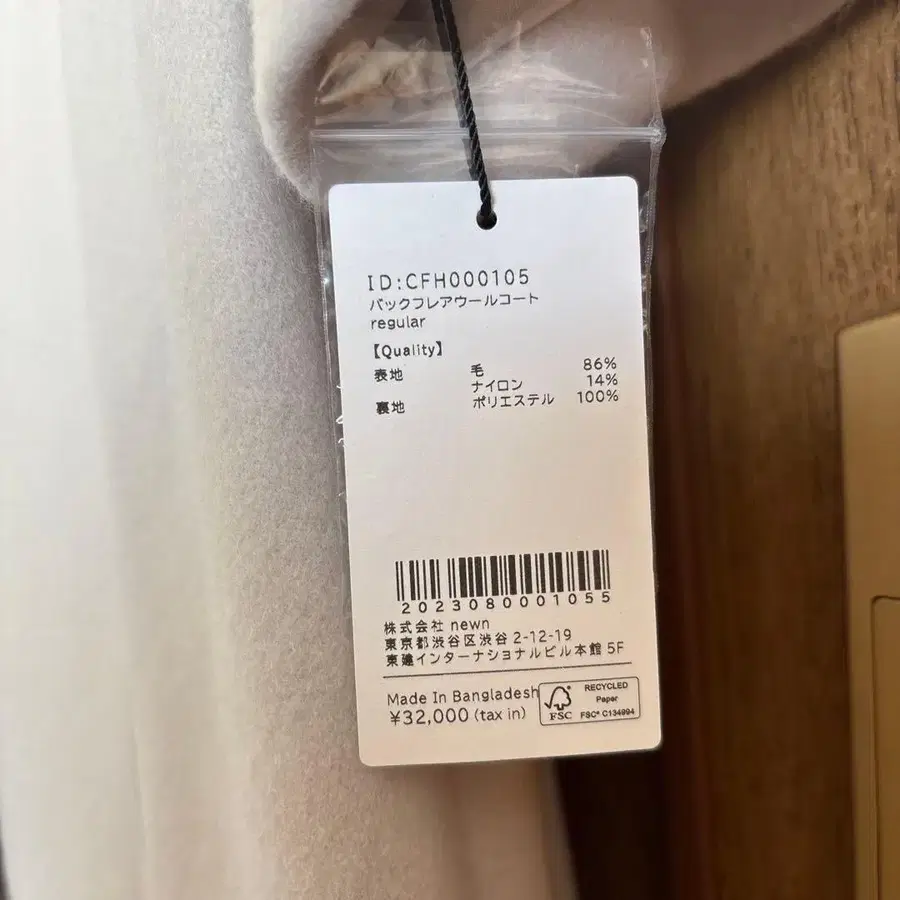 ID:CFH000105
バックフレアウールコート
regular
【Quality】
表地 毛 86%
ナイロン 14%
裏地 ポリエステル 100%
2023080001055
株式会社 newn
東京都渋谷区渋谷 2-12-19
東建インターナショナルビル本館 5F
Made In Bangladesh
¥32,000 (tax in)
FSC
RECYCLED
Paper
FSC® C134994